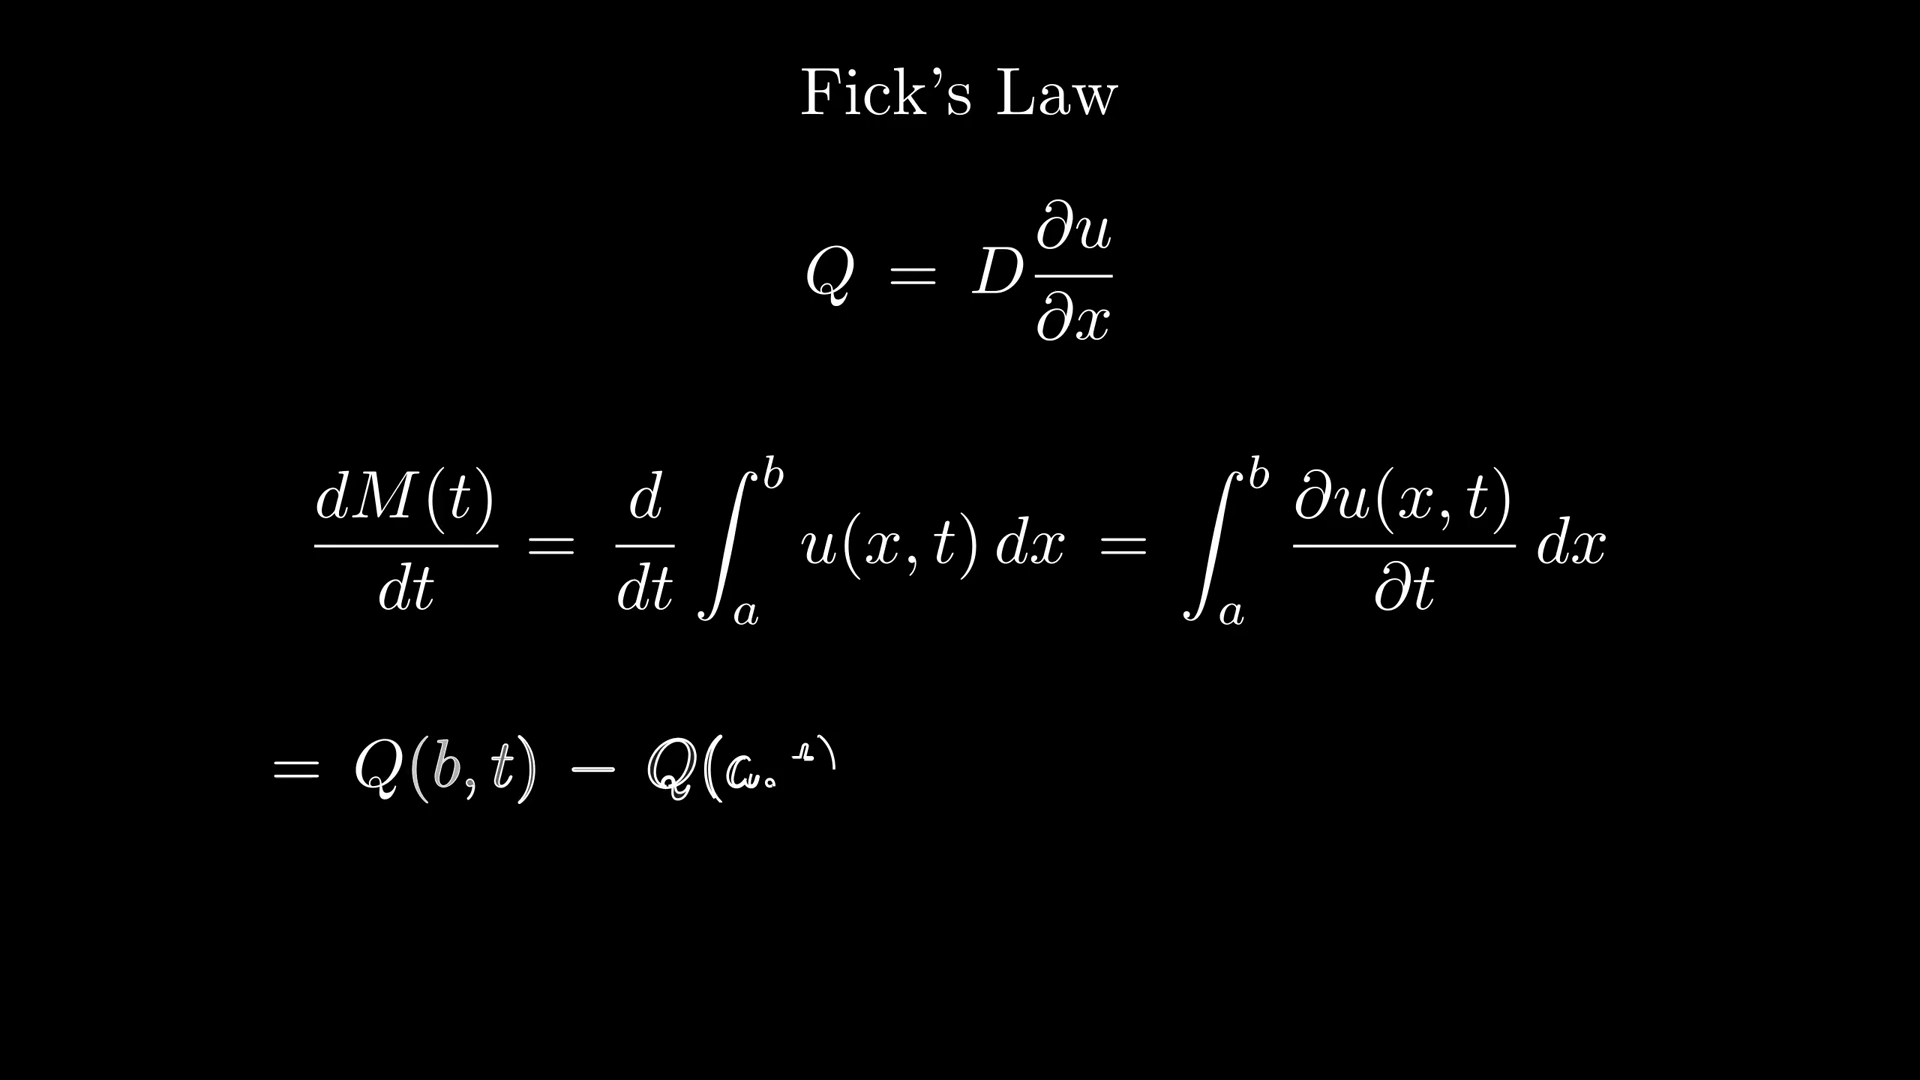 Fick's Law
Q = D ∂u/∂x
dM(t)/dt = d/dt ∫_a^b u(x, t) dx = ∫_a^b ∂u(x, t)/∂t dx
= Q(b, t) − Q(